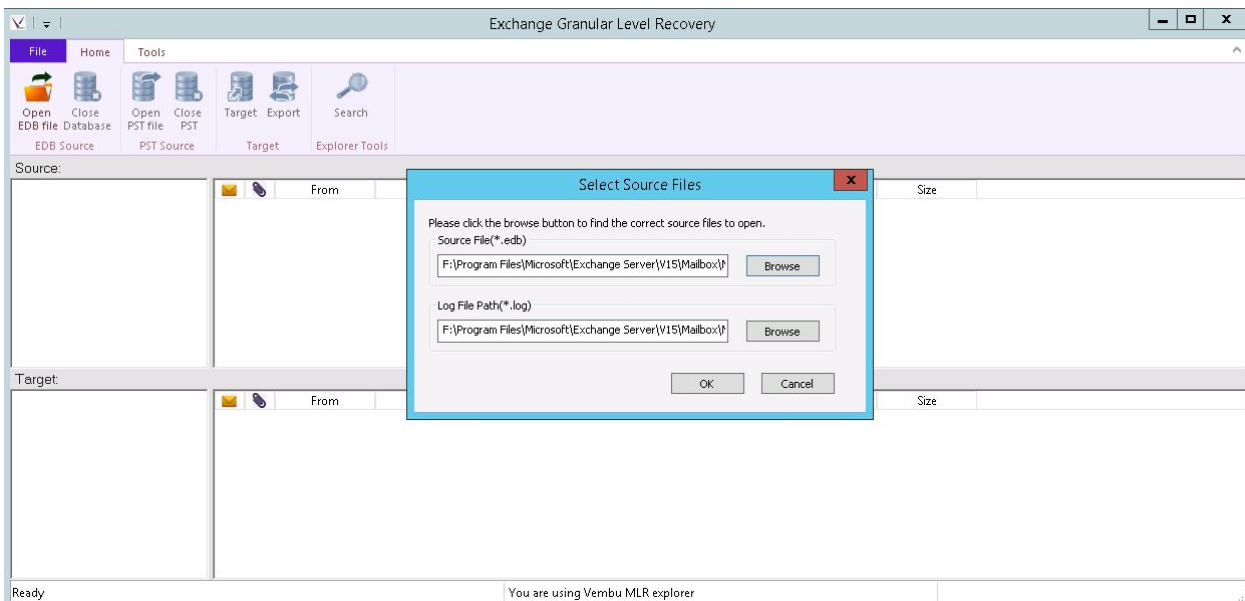 Exchange Granular Level Recovery
File Home Tools
Open EDB file
Close Database
Open PST file
Close PST
Target
Export
Search
EDB Source
PST Source
Target
Explorer Tools
Source:
From
Size
Select Source Files
Please click the browse button to find the correct source files to open.
Source File(*.edb)
F:\Program Files\Microsoft\Exchange Server\V15\Mailbox\
Browse
Log File Path(*.log)
F:\Program Files\Microsoft\Exchange Server\V15\Mailbox\
Browse
OK
Cancel
Target:
From
Size
Ready
You are using Vembu MLR explorer